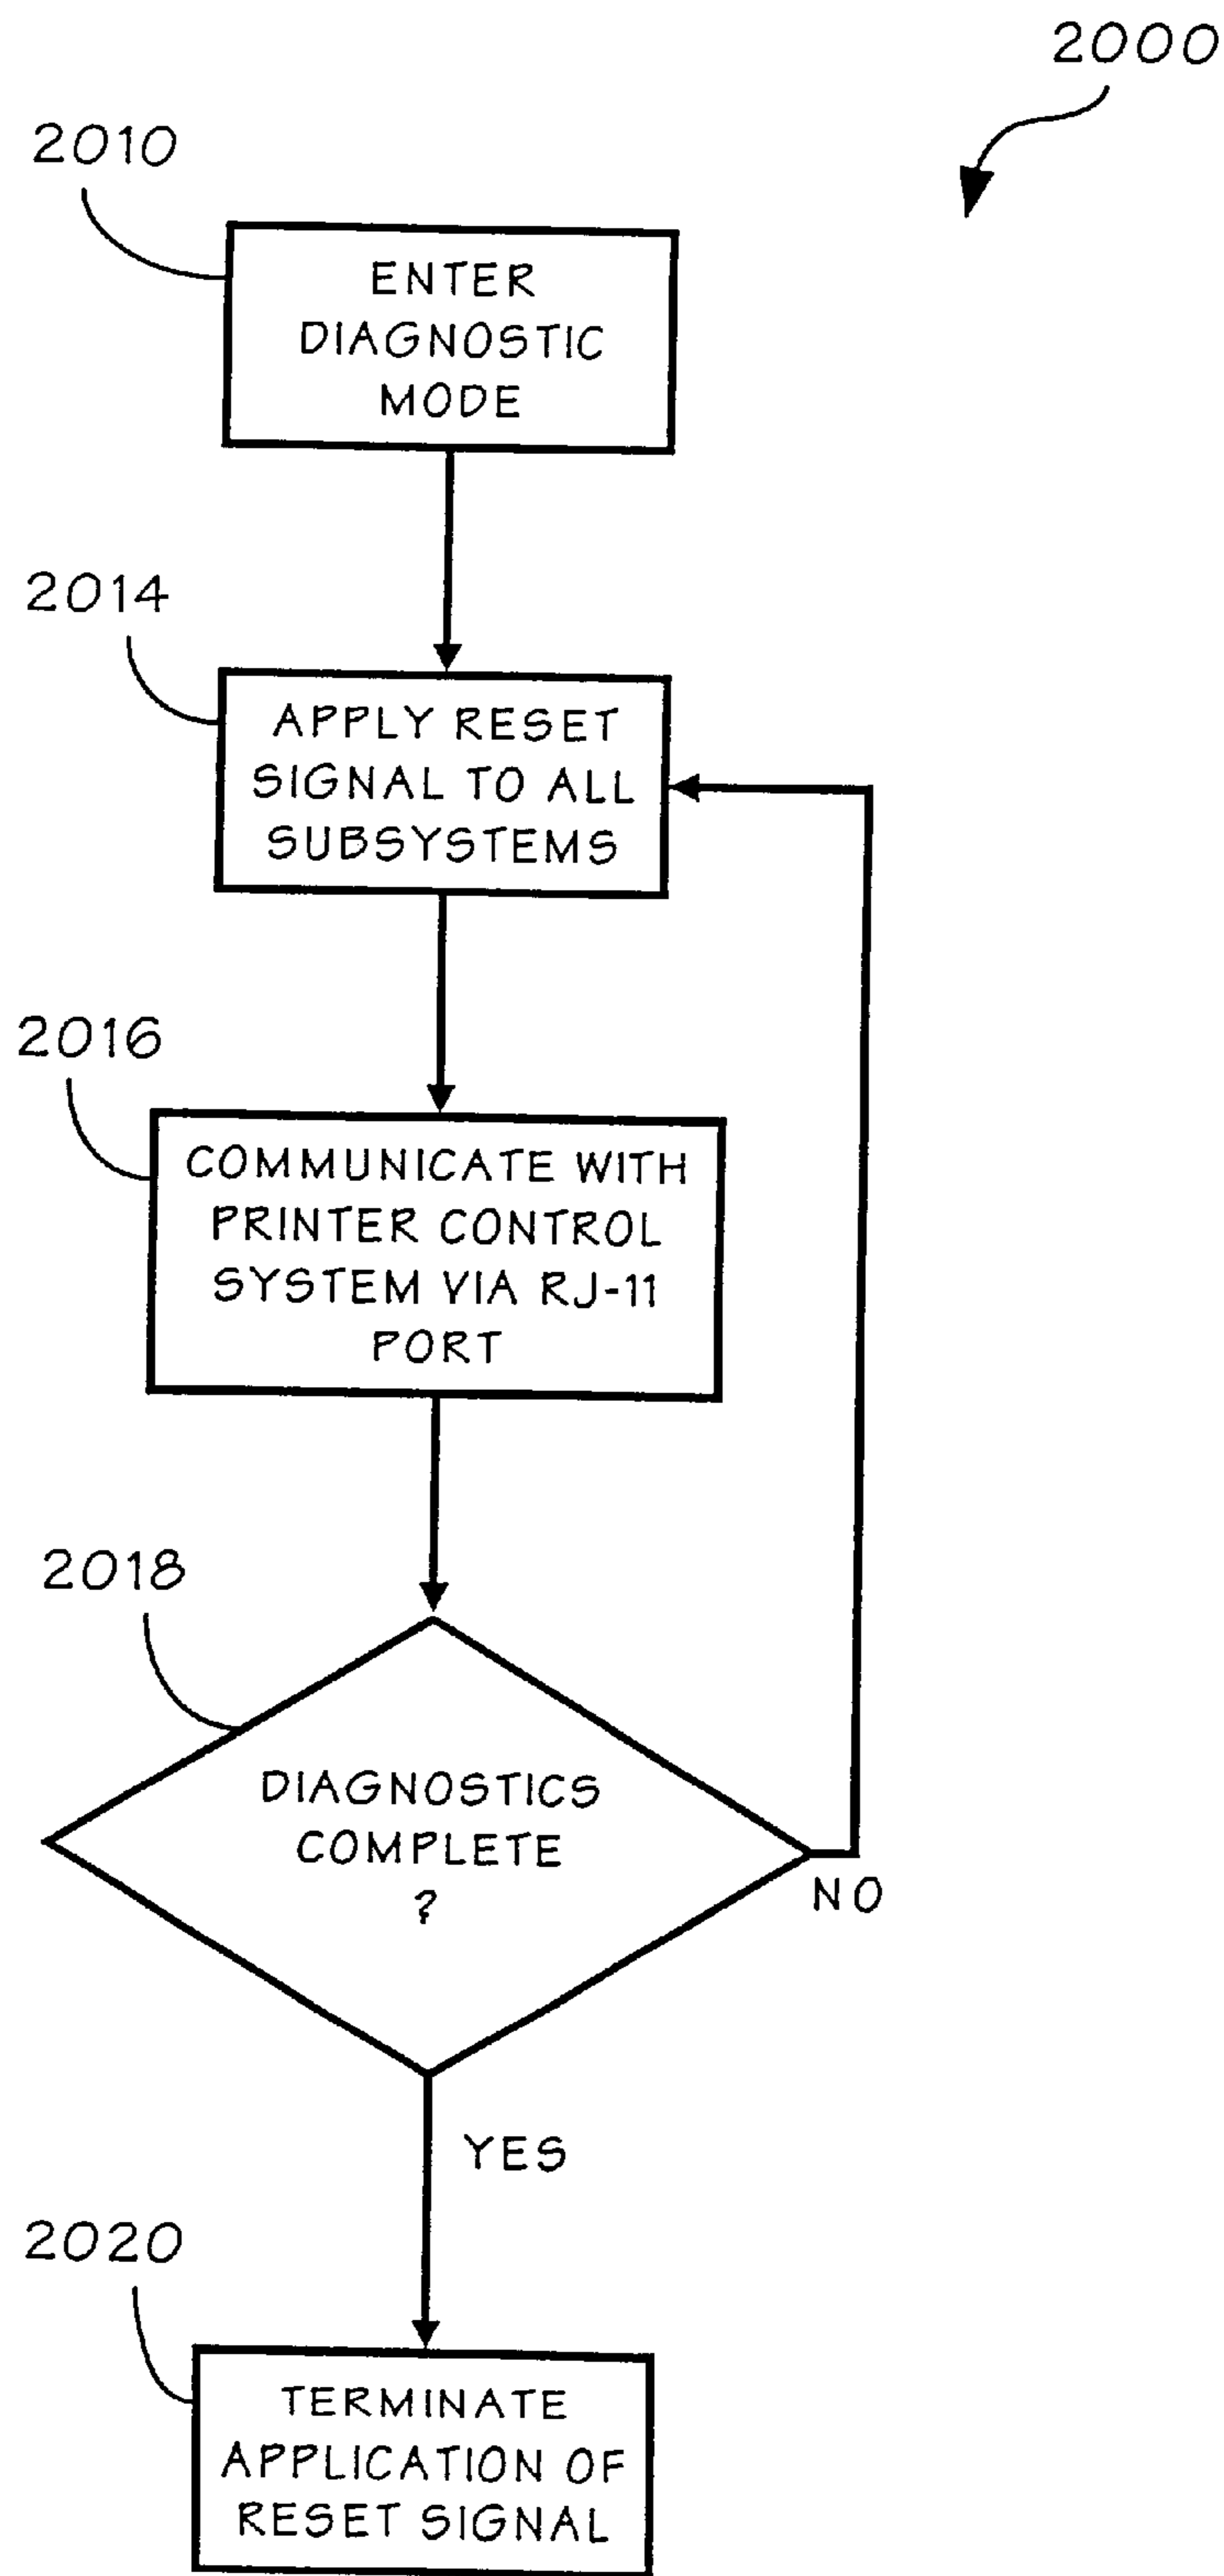 2000
2010
ENTER
DIAGNOSTIC
MODE
2014
APPLY RESET
SIGNAL TO ALL
SUBSYSTEMS
2016
COMMUNICATE WITH
PRINTER CONTROL
SYSTEM VIA RJ-11
PORT
2018
DIAGNOSTICS
COMPLETE
?
NO
YES
2020
TERMINATE
APPLICATION OF
RESET SIGNAL